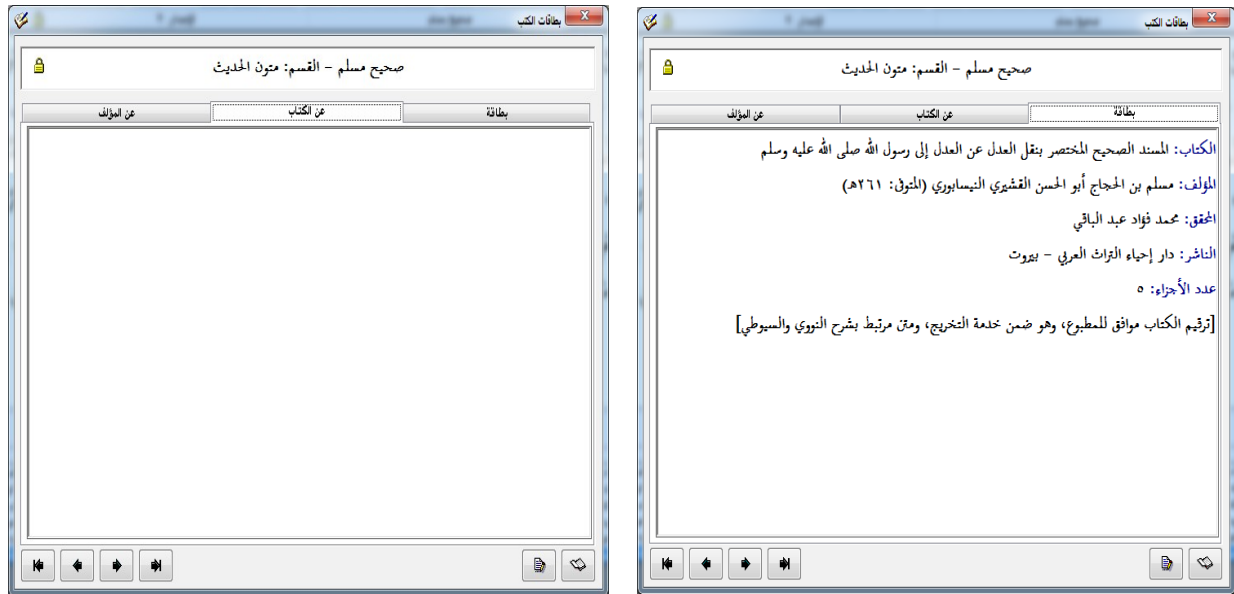 بطاقات الكتب
صحيح مسلم - القسم: متون الحديث
بطاقة
عن الكتاب
عن المؤلف
الكتاب: المسند الصحيح المختصر بنقل العدل عن العدل إلى رسول الله صلى الله عليه وسلم
المؤلف: مسلم بن الحجاج أبو الحسن القشيري النيسابوري (المتوفى: ٢٦١هـ)
المحقق: محمد فؤاد عبد الباقي
الناشر: دار إحياء التراث العربي - بيروت
عدد الأجزاء: ٥
[ترقيم الكتاب موافق للمطبوع، وهو ضمن خدمة التخريج، ومتن مرتبط بشرح النووي والسيوطي]
بطاقات الكتب
صحيح مسلم - القسم: متون الحديث
بطاقة
عن الكتاب
عن المؤلف